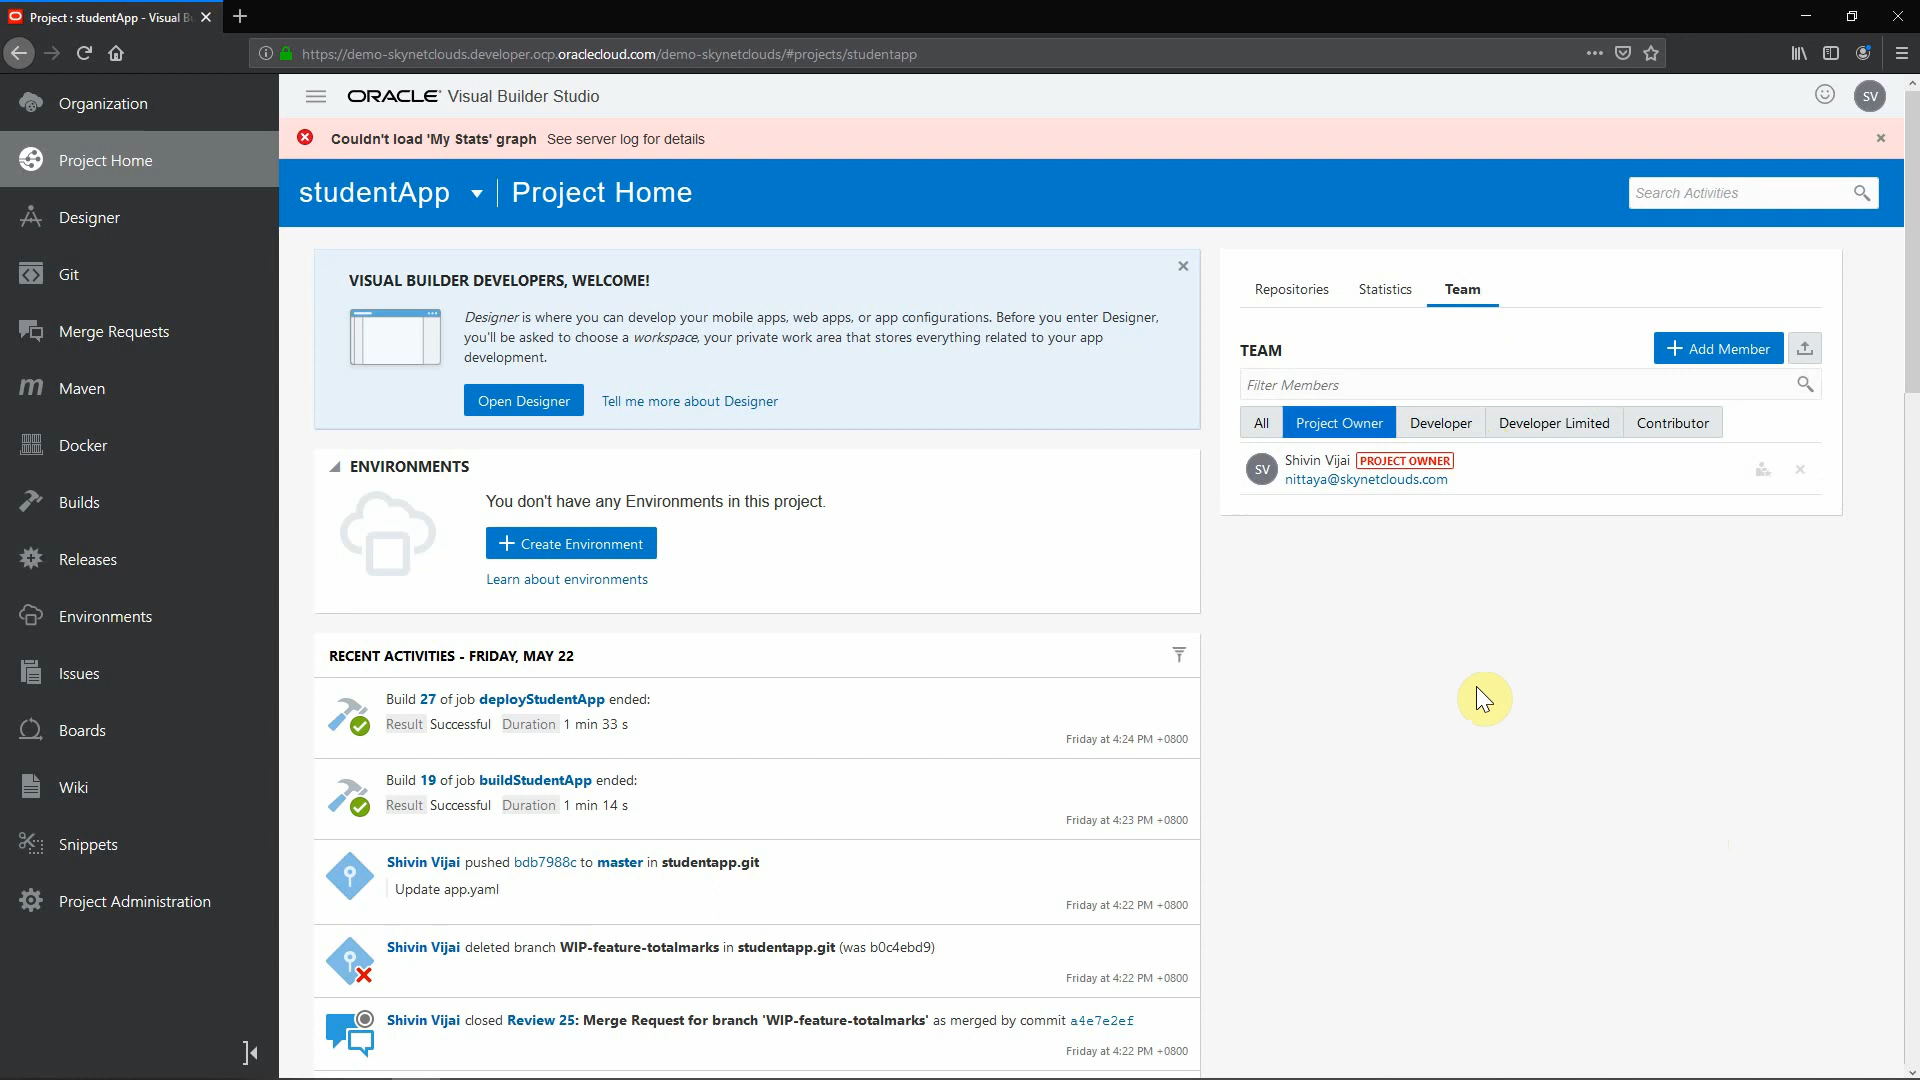 Project : studentApp - Visual B
https://demo-skynetclouds.developer.ocp.oraclecloud.com/demo-skynetclouds/#projects/studentapp
Organization
Project Home
Designer
Git
Merge Requests
Maven
Docker
Builds
Releases
Environments
Issues
Boards
Wiki
Snippets
Project Administration
ORACLE® Visual Builder Studio
SV
Couldn't load 'My Stats' graph See server log for details
studentApp
Project Home
Search Activities
VISUAL BUILDER DEVELOPERS, WELCOME!
Designer is where you can develop your mobile apps, web apps, or app configurations. Before you enter Designer,
you'll be asked to choose a workspace, your private work area that stores everything related to your app
development.
Open Designer
Tell me more about Designer
ENVIRONMENTS
You don't have any Environments in this project.
Create Environment
Learn about environments
RECENT ACTIVITIES - FRIDAY, MAY 22
Build 27 of job deployStudentApp ended:
Result Successful Duration 1 min 33 s
Friday at 4:24 PM +0800
Build 19 of job buildStudentApp ended:
Result Successful Duration 1 min 14 s
Friday at 4:23 PM +0800
Shivin Vijai pushed bdb7988c to master in studentapp.git
Update app.yaml
Friday at 4:22 PM +0800
Shivin Vijai deleted branch WIP-feature-totalmarks in studentapp.git (was b0c4ebd9)
Friday at 4:22 PM +0800
Shivin Vijai closed Review 25: Merge Request for branch 'WIP-feature-totalmarks' as merged by commit a4e7e2ef
Friday at 4:22 PM +0800
Repositories Statistics Team
TEAM
Add Member
Filter Members
All Project Owner Developer Developer Limited Contributor
SV
Shivin Vijai PROJECT OWNER
nittaya@skynetclouds.com